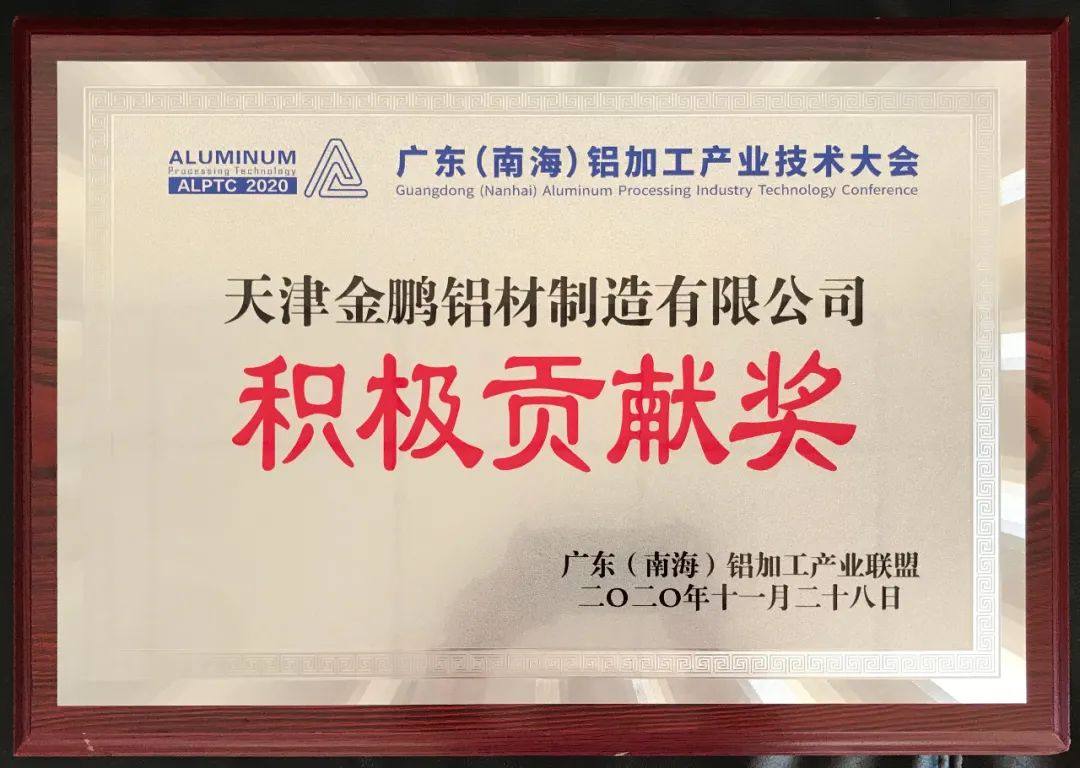 ALUMINUM
Processing Technology
ALPTC 2020
广东（南海）铝加工产业技术大会
Guangdong (Nanhai) Aluminum Processing Industry Technology Conference
天津金鹏铝材制造有限公司
积极贡献奖
广东（南海）铝加工产业联盟
二〇二〇年十一月二十八日